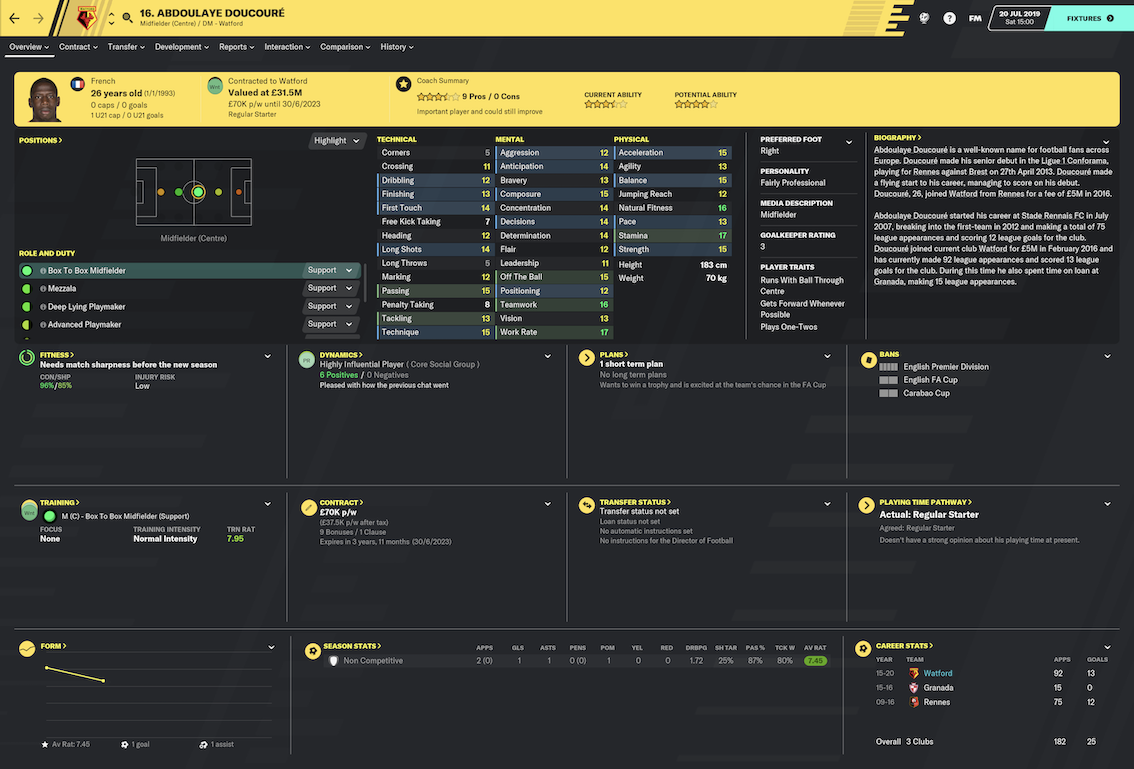 16. ABDOULAYE DOUCOURÉ
Midfielder (Centre) / DM - Watford
20 JUL 2019
Sat 15:00
FIXTURES
?
FM
Overview
Contract
Transfer
Development
Reports
Interaction
Comparison
History
French
26 years old (1/1/1993)
0 caps / 0 goals
1 U21 cap / 0 U21 goals
Wnt
Contracted to Watford
Valued at £31.5M
£70K p/w until 30/6/2023
Regular Starter
Coach Summary
9 Pros / 0 Cons
Important player and could still improve
CURRENT ABILITY
POTENTIAL ABILITY
POSITIONS >
Highlight
Midfielder (Centre)
ROLE AND DUTY
Box To Box Midfielder Support
Mezzala Support
Deep Lying Playmaker Support
Advanced Playmaker Support
TECHNICAL
Corners 5
Crossing 11
Dribbling 12
Finishing 13
First Touch 14
Free Kick Taking 7
Heading 12
Long Shots 14
Long Throws 5
Marking 12
Passing 15
Penalty Taking 8
Tackling 13
Technique 15
MENTAL
Aggression 12
Anticipation 14
Bravery 13
Composure 15
Concentration 14
Decisions 14
Determination 14
Flair 12
Leadership 11
Off The Ball 15
Positioning 12
Teamwork 16
Vision 13
Work Rate 17
PHYSICAL
Acceleration 15
Agility 13
Balance 15
Jumping Reach 12
Natural Fitness 16
Pace 13
Stamina 17
Strength 15
Height 183 cm
Weight 70 kg
PREFERRED FOOT
Right
PERSONALITY
Fairly Professional
MEDIA DESCRIPTION
Midfielder
GOALKEEPER RATING
3
PLAYER TRAITS
Runs With Ball Through
Centre
Gets Forward Whenever
Possible
Plays One-Twos
BIOGRAPHY >
Abdoulaye Doucouré is a well-known name for football fans across
Europe. Doucouré made his senior debut in the Ligue 1 Conforama,
playing for Rennes against Brest on 27th April 2013. Doucouré made
a flying start to his career, managing to score on his debut.
Doucouré, 26, joined Watford from Rennes for a fee of £5M in 2016.
Abdoulaye Doucouré started his career at Stade Rennais FC in July
2007, breaking into the first-team in 2012 and making a total of 75
league appearances and scoring 12 league goals for the club.
Doucouré joined current club Watford for £5M in February 2016 and
has currently made 92 league appearances and scored 13 league
goals for the club. During this time he also spent time on loan at
Granada, making 15 league appearances.
FITNESS >
Needs match sharpness before the new season
CON/SHP
96%/85%
INJURY RISK
Low
PR
DYNAMICS >
Highly Influential Player ( Core Social Group )
6 Positives / 0 Negatives
Pleased with how the previous chat went
PLANS >
1 short term plan
No long term plans
Wants to win a trophy and is excited at the team's chance in the FA Cup
BANS
English Premier Division
English FA Cup
Carabao Cup
Wnt
TRAINING >
M (C) - Box To Box Midfielder (Support)
FOCUS
None
TRAINING INTENSITY
Normal Intensity
TRN RAT
7.95
CONTRACT >
£70K p/w
(£37.5K p/w after tax)
9 Bonuses / 1 Clause
Expires in 3 years, 11 months (30/6/2023)
TRANSFER STATUS >
Transfer status not set
Loan status not set
No automatic instructions set
No instructions for the Director of Football
PLAYING TIME PATHWAY >
Actual: Regular Starter
Agreed: Regular Starter
Doesn't have a strong opinion about his playing time at present.
FORM >
Av Rat: 7.45
1 goal
1 assist
SEASON STATS > APPS GLS ASTS PENS POM YEL RED DRBPG SH TAR PAS % TCK W AV RAT
Non Competitive 2 (0) 1 1 0 (0) 1 0 0 1.72 25% 87% 80% 7.45
CAREER STATS >
YEAR TEAM APPS GOALS
15-20 Watford 92 13
15-16 Granada 15 0
09-16 Rennes 75 12
Overall 3 Clubs 182 25